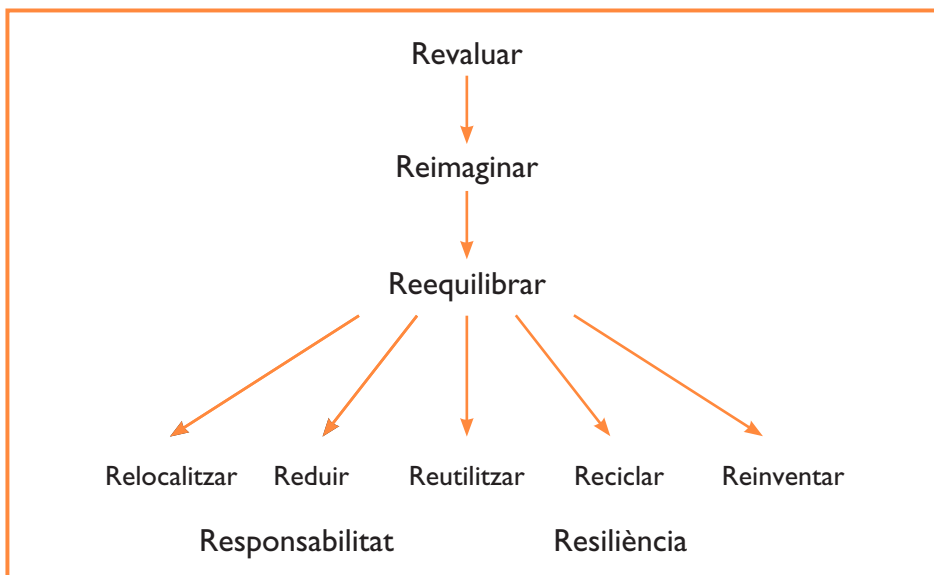 Revaluar
Reimaginar
Reequilibrar
Relocalitzar Reduir Reutilitzar Reciclar Reinventar
Responsabilitat Resiliència